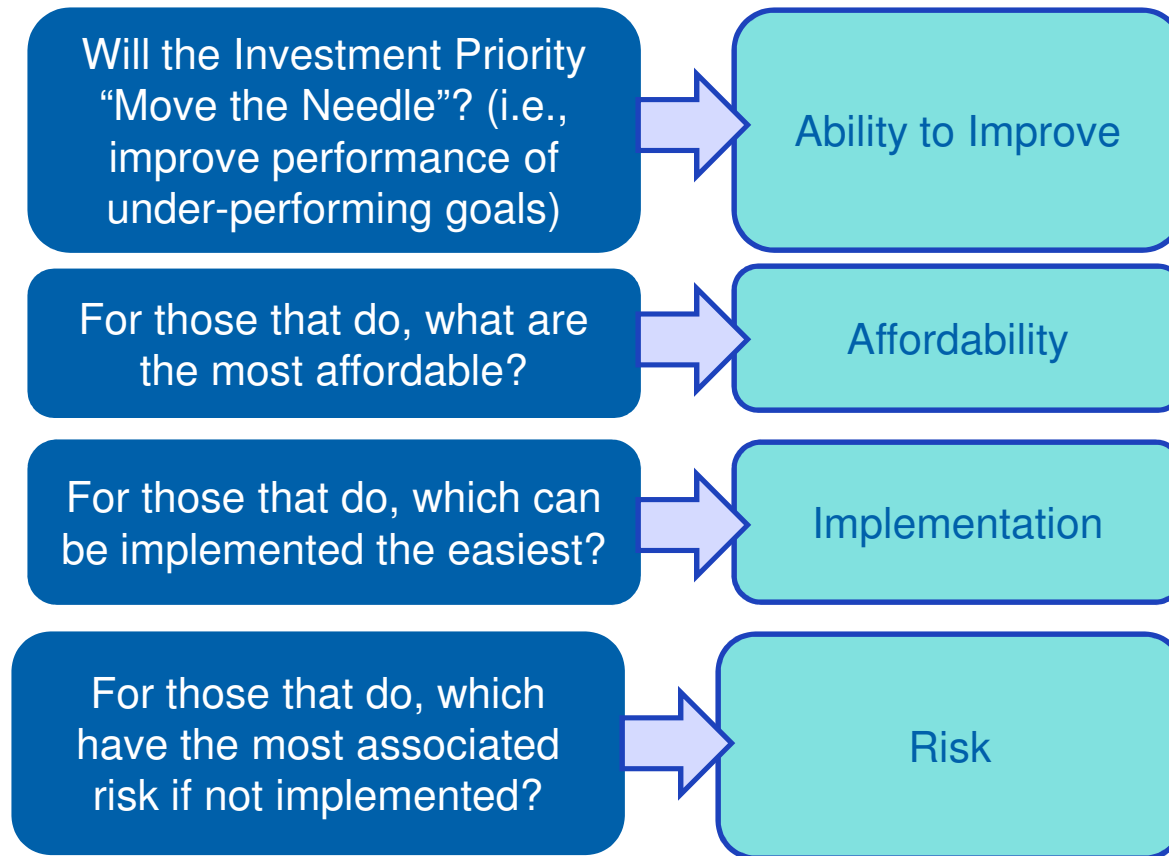 Will the Investment Priority
“Move the Needle”? (i.e.,
improve performance of
under-performing goals)
Ability to Improve
For those that do, what are
the most affordable?
Affordability
For those that do, which can
be implemented the easiest?
Implementation
For those that do, which
have the most associated
risk if not implemented?
Risk